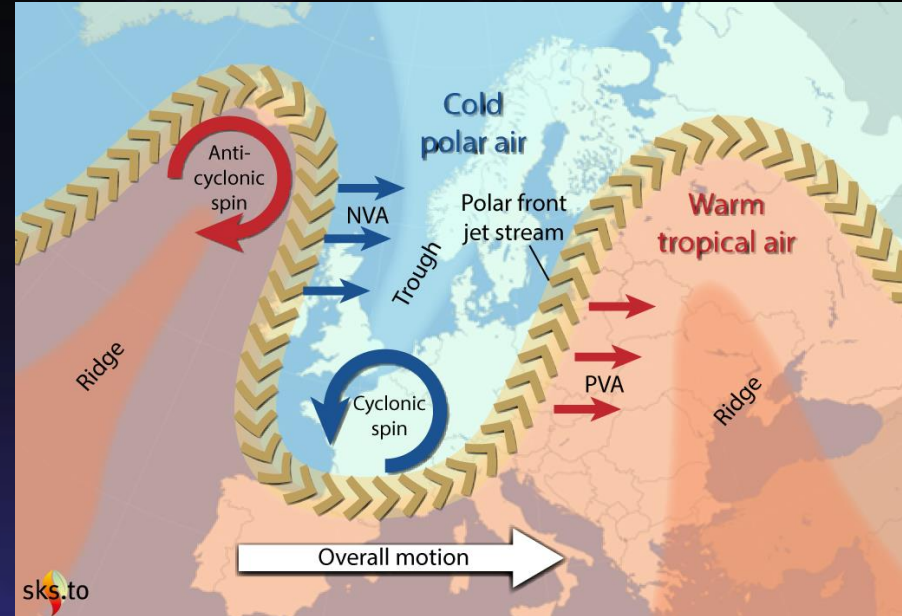 Cold
polar air
Anti-
cyclonic
spin
NVA
Polar front
jet stream
Warm
tropical air
Trough
Ridge
PVA
Ridge
Cyclonic
spin
Overall motion
sks.to